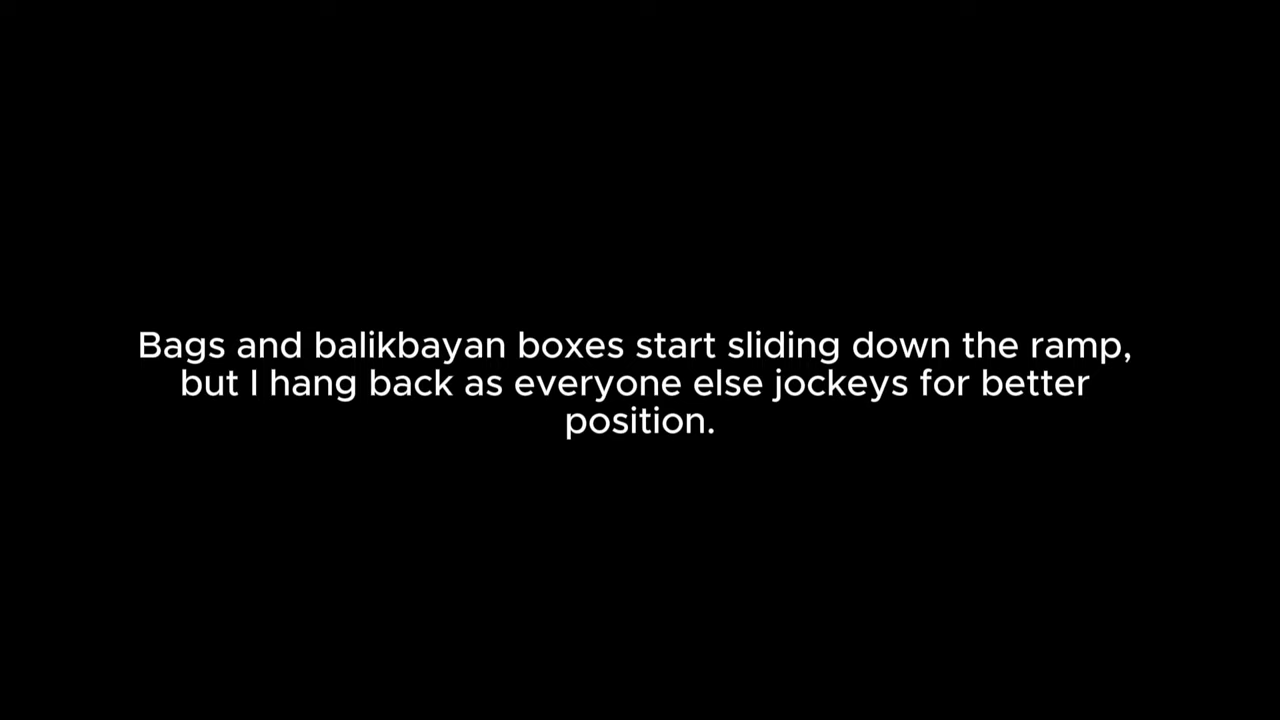 Bags and balikbayan boxes start sliding down the ramp,
but I hang back as everyone else jockeys for better
position.